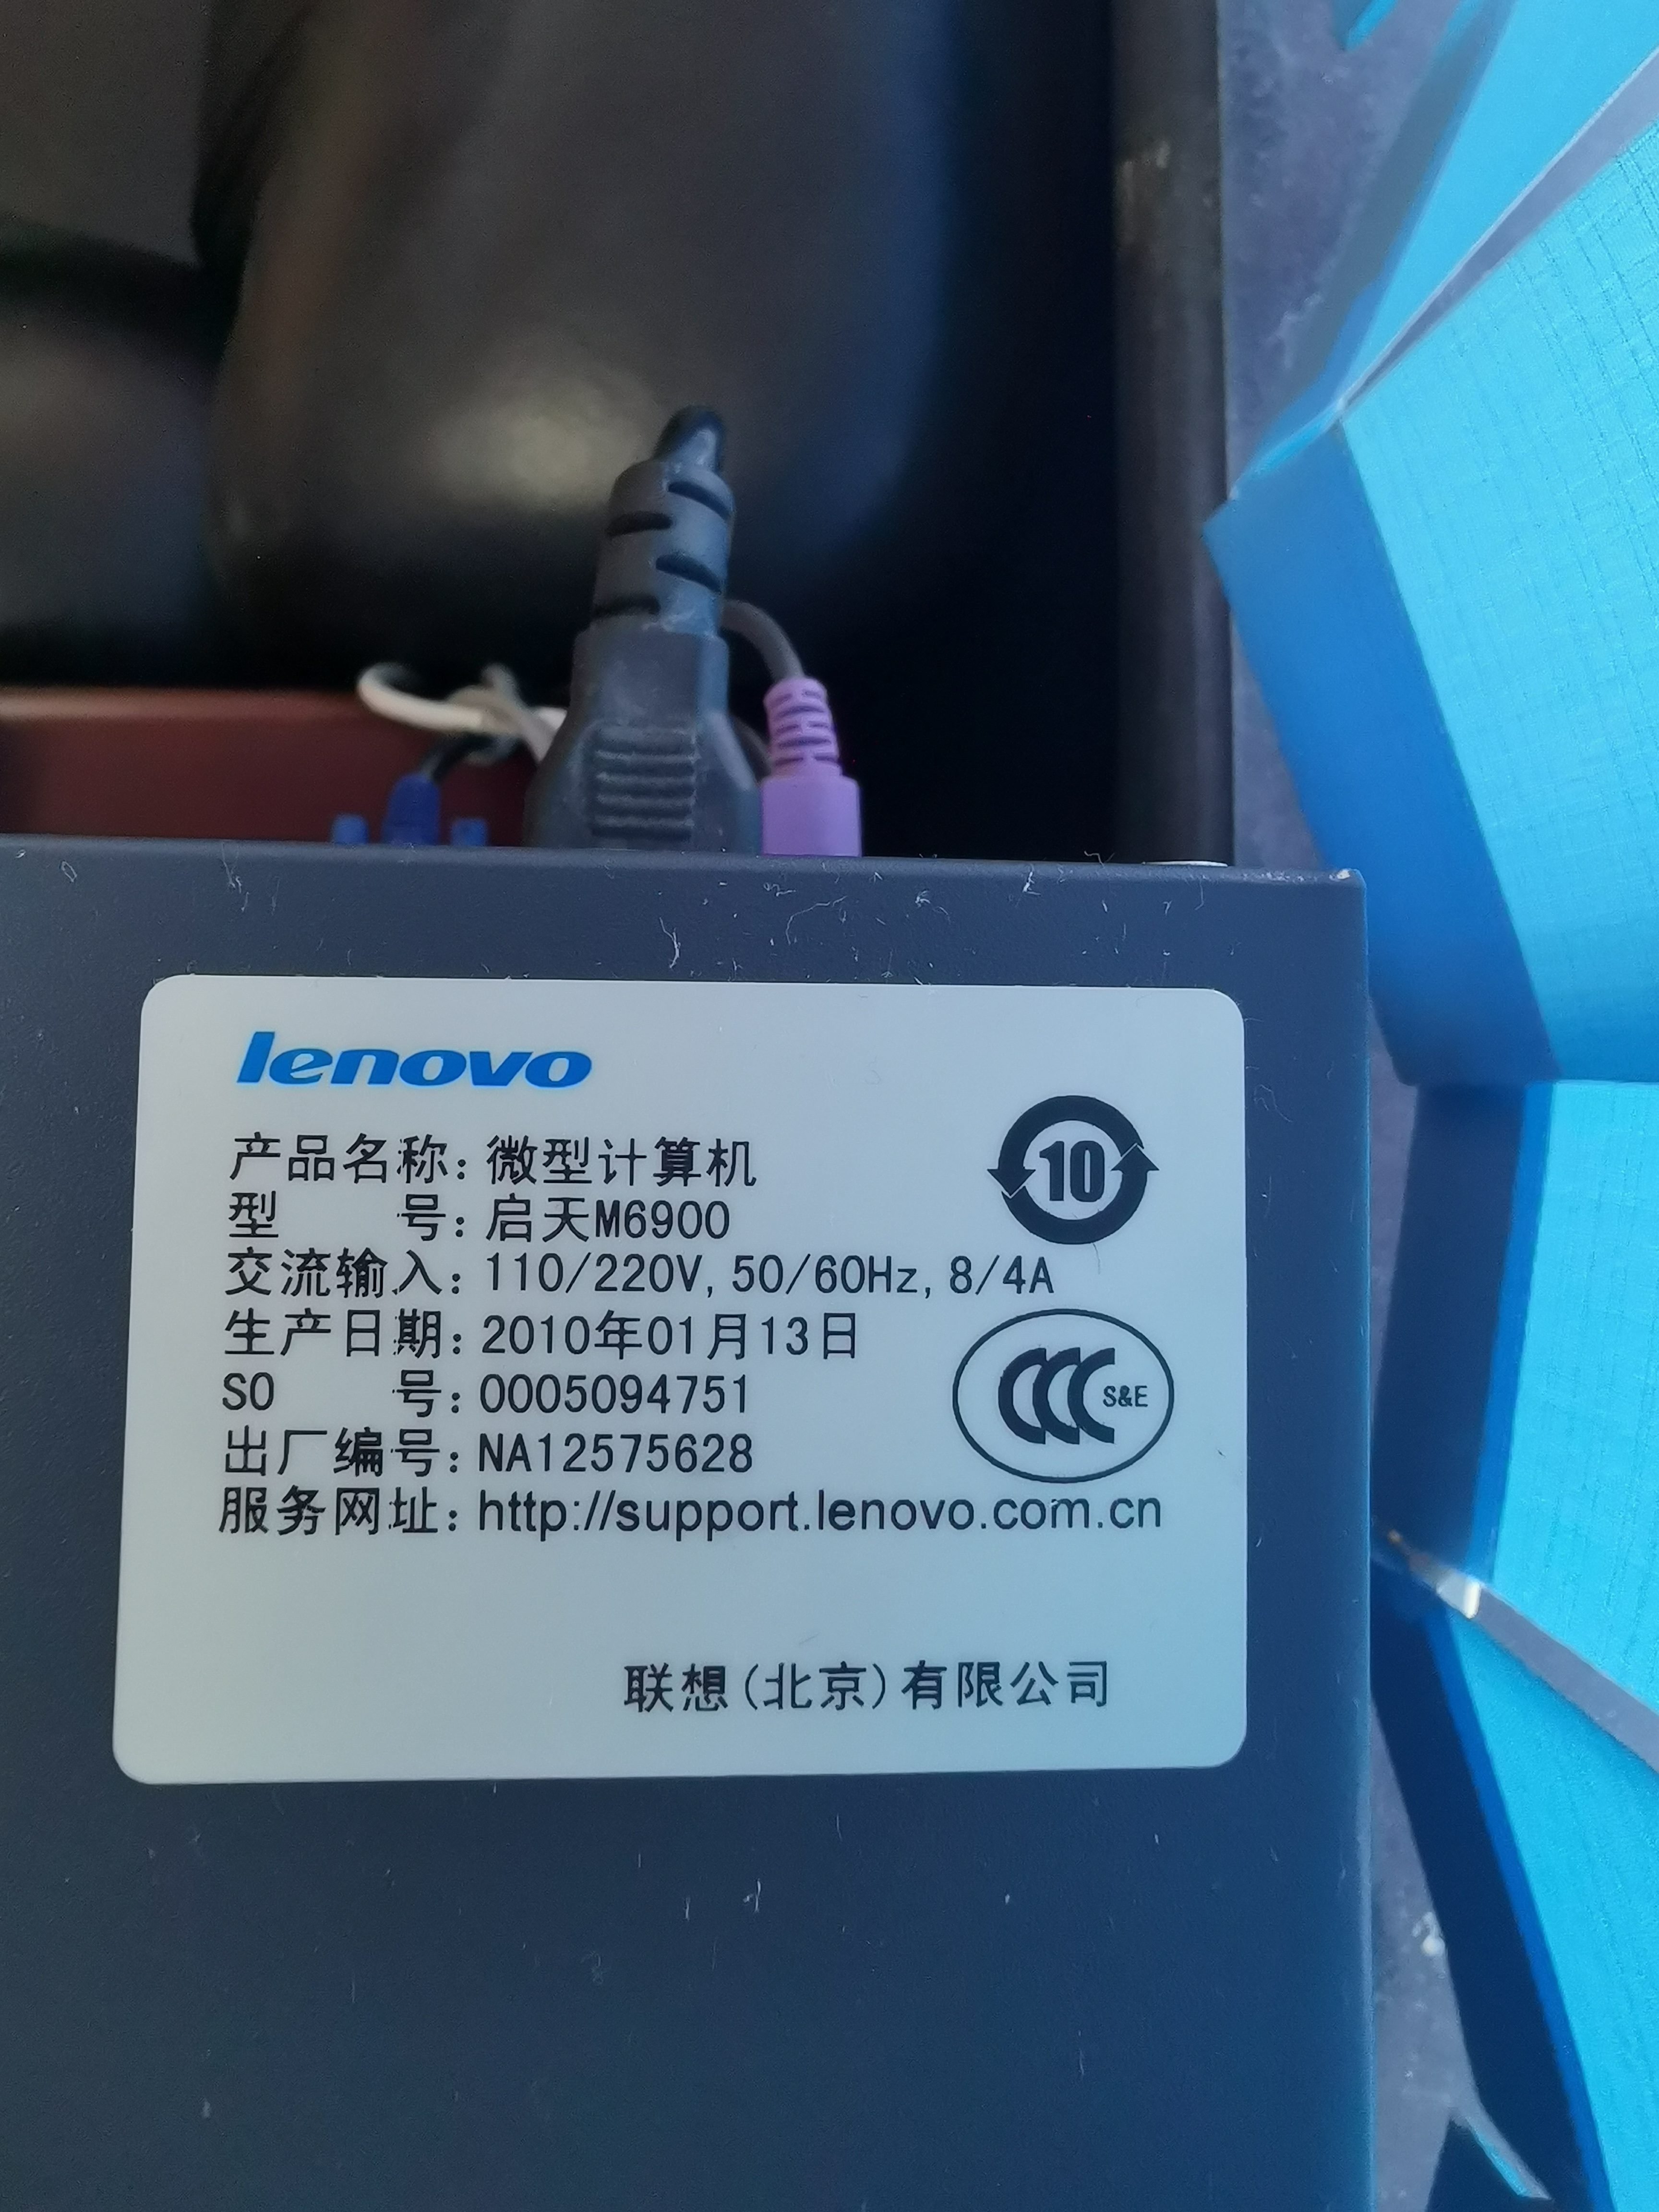 lenovo
产品名称：微型计算机
10
型 号：启天M6900
交流输入：110/220V,50/60Hz,8/4A
生产日期：2010年01月13日
SO 号：0005094751
CCC S&E
出厂编号：NA12575628
服务网址：http://support.lenovo.com.cn
联想(北京)有限公司